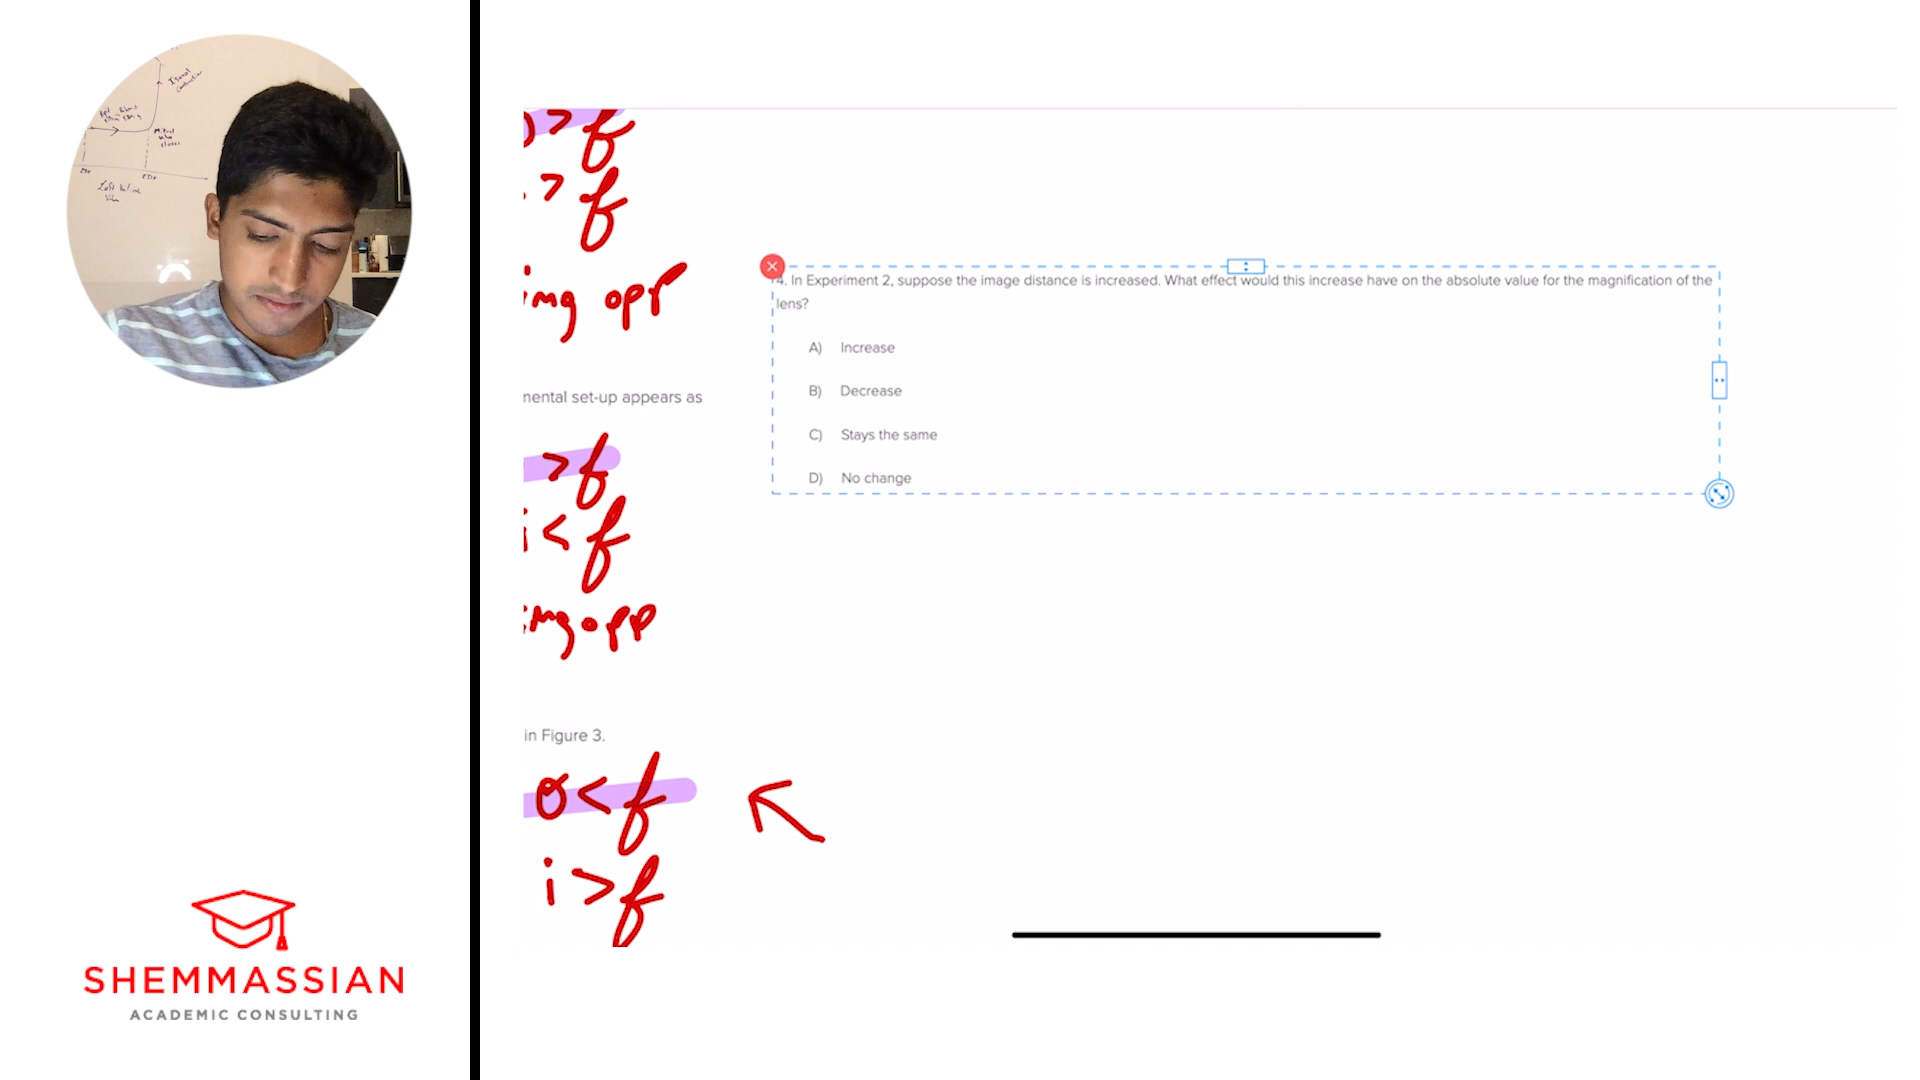 > f
> f
img opp
14. In Experiment 2, suppose the image distance is increased. What effect would this increase have on the absolute value for the magnification of the
lens?
A) Increase
B) Decrease
C) Stays the same
D) No change
mental set-up appears as
> f
i < f
img opp
in Figure 3.
o < f
i > f
SHEMMASSIAN
ACADEMIC CONSULTING